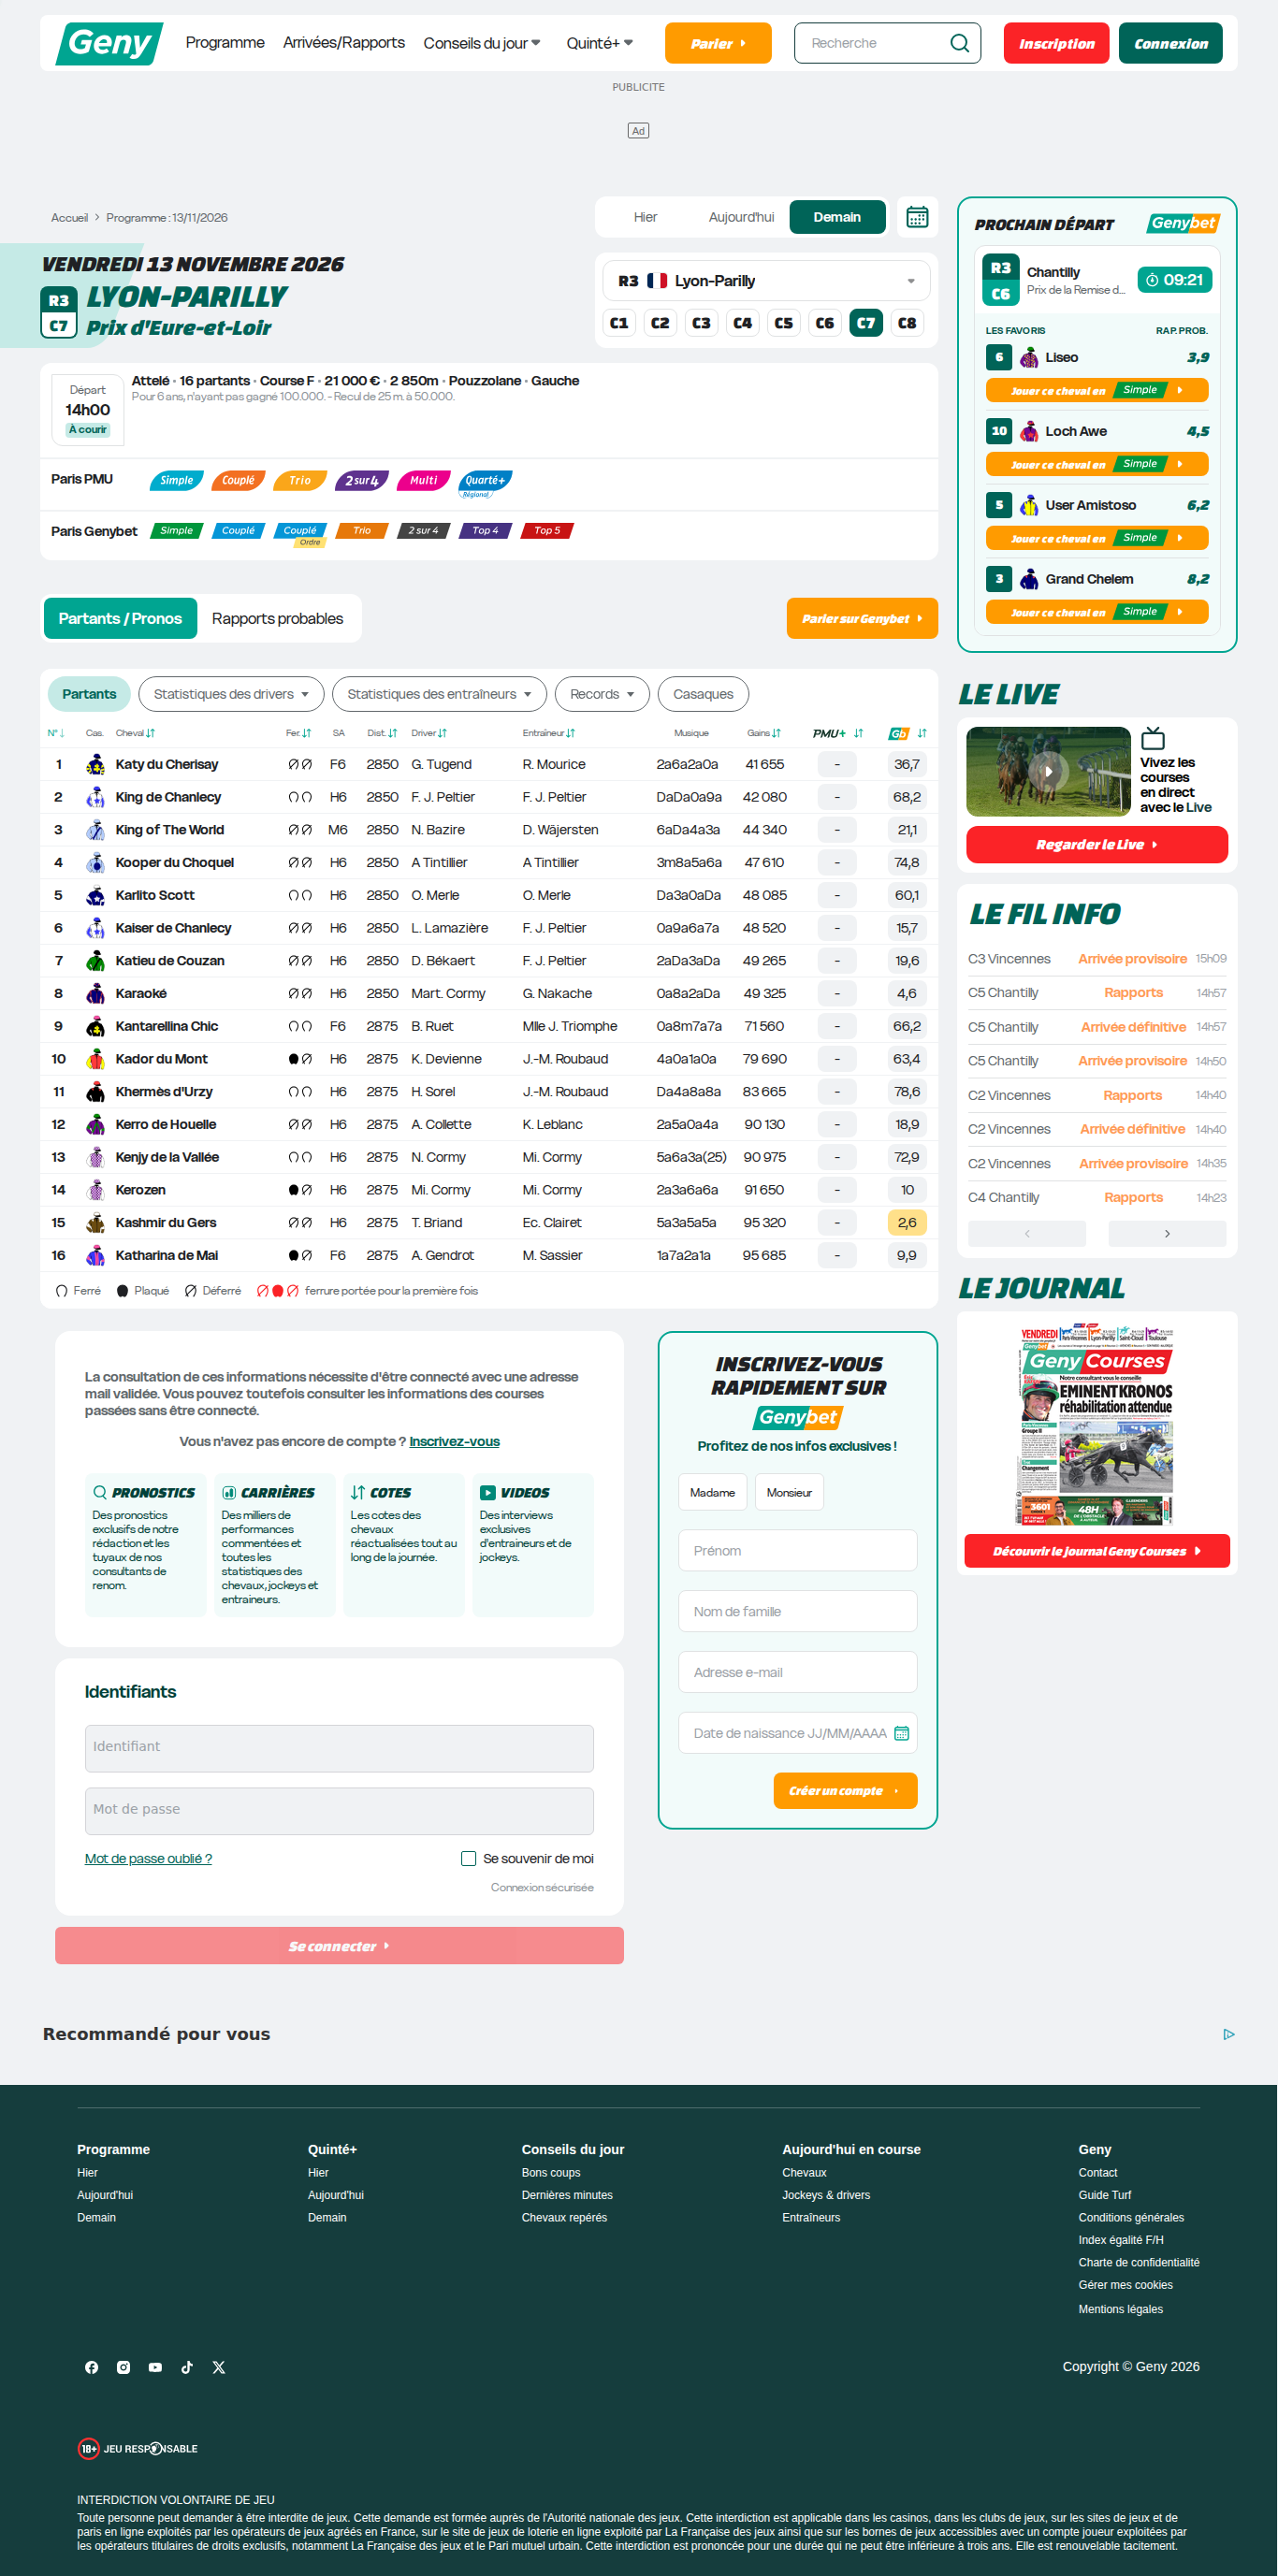 Geny
Programme
Arrivées/Rapports
Conseils du jour
Quinté+
Parier
Recherche
Inscription
Connexion
PUBLICITE
Ad
Accueil > Programme : 13/11/2026
Hier
Aujourd'hui
Demain
VENDREDI 13 NOVEMBRE 2026
R3
C7
LYON-PARILLY
Prix d'Eure-et-Loir
R3 Lyon-Parilly
C1 C2 C3 C4 C5 C6 C7 C8
Départ
14h00
À courir
Attelé • 16 partants • Course F • 21 000 € • 2 850m • Pouzzolane • Gauche
Pour 6 ans, n'ayant pas gagné 100.000. - Recul de 25 m. à 50.000.
Paris PMU
Simple Couplé Trio 2sur4 Multi Quarté+
Régional
Paris Genybet
Simple Couplé Couplé Trio 2 sur 4 Top 4 Top 5
Ordre
Partants / Pronos
Rapports probables
Parier sur Genybet
Partants
Statistiques des drivers
Statistiques des entraîneurs
Records
Casaques
N° Cas. Cheval Fer. SA Dist. Driver Entraîneur Musique Gains PMU+ Gb
1 Katy du Cherisay F6 2850 G. Tugend R. Mourice 2a6a2a0a 41 655 - 36,7
2 King de Chanlecy H6 2850 F. J. Peltier F. J. Peltier DaDa0a9a 42 080 - 68,2
3 King of The World M6 2850 N. Bazire D. Wäjersten 6aDa4a3a 44 340 - 21,1
4 Kooper du Choquel H6 2850 A Tintillier A Tintillier 3m8a5a6a 47 610 - 74,8
5 Karlito Scott H6 2850 O. Merle O. Merle Da3a0aDa 48 085 - 60,1
6 Kaiser de Chanlecy H6 2850 L. Lamazière F. J. Peltier 0a9a6a7a 48 520 - 15,7
7 Katieu de Couzan H6 2850 D. Békaert F. J. Peltier 2aDa3aDa 49 265 - 19,6
8 Karaoké H6 2850 Mart. Cormy G. Nakache 0a8a2aDa 49 325 - 4,6
9 Kantarellina Chic F6 2875 B. Ruet Mlle J. Triomphe 0a8m7a7a 71 560 - 66,2
10 Kador du Mont H6 2875 K. Devienne J.-M. Roubaud 4a0a1a0a 79 690 - 63,4
11 Khermès d'Urzy H6 2875 H. Sorel J.-M. Roubaud Da4a8a8a 83 665 - 78,6
12 Kerro de Houelle H6 2875 A. Collette K. Leblanc 2a5a0a4a 90 130 - 18,9
13 Kenjy de la Vallée H6 2875 N. Cormy Mi. Cormy 5a6a3a(25) 90 975 - 72,9
14 Kerozen H6 2875 Mi. Cormy Mi. Cormy 2a3a6a6a 91 650 - 10
15 Kashmir du Gers H6 2875 T. Briand Ec. Clairet 5a3a5a5a 95 320 - 2,6
16 Katharina de Mai F6 2875 A. Gendrot M. Sassier 1a7a2a1a 95 685 - 9,9
Ferré Plaqué Déferré ferrure portée pour la première fois
PROCHAIN DÉPART
Genybet
R3
C6
Chantilly
Prix de la Remise d...
09:21
LES FAVORIS RAP. PROB.
6 Liseo 3,9
Jouer ce cheval en Simple
10 Loch Awe 4,5
Jouer ce cheval en Simple
5 User Amistoso 6,2
Jouer ce cheval en Simple
3 Grand Chelem 8,2
Jouer ce cheval en Simple
LE LIVE
Vivez les
courses
en direct
avec le Live
Regarder le Live
LE FIL INFO
C3 Vincennes Arrivée provisoire 15h09
C5 Chantilly Rapports 14h57
C5 Chantilly Arrivée définitive 14h57
C5 Chantilly Arrivée provisoire 14h50
C2 Vincennes Rapports 14h40
C2 Vincennes Arrivée définitive 14h40
C2 Vincennes Arrivée provisoire 14h35
C4 Chantilly Rapports 14h23
LE JOURNAL
VENDREDI
Geny Courses
Notre consultant vous le conseille
EMINENT KRONOS
réhabilitation attendue
3601
48H
Découvrir le journal Geny Courses
La consultation de ces informations nécessite d'être connecté avec une adresse
mail validée. Vous pouvez toutefois consulter les informations des courses
passées sans être connecté.
Vous n'avez pas encore de compte ? Inscrivez-vous
PRONOSTICS
Des pronostics
exclusifs de notre
rédaction et les
tuyaux de nos
consultants de
renom.
CARRIÈRES
Des milliers de
performances
commentées et
toutes les
statistiques des
chevaux, jockeys et
entraineurs.
COTES
Les cotes des
chevaux
réactualisées tout au
long de la journée.
VIDEOS
Des interviews
exclusives
d'entraineurs et de
jockeys.
Identifiants
Identifiant
Mot de passe
Mot de passe oublié ?
Se souvenir de moi
Connexion sécurisée
Se connecter
INSCRIVEZ-VOUS
RAPIDEMENT SUR
Genybet
Profitez de nos infos exclusives !
Madame
Monsieur
Prénom
Nom de famille
Adresse e-mail
Date de naissance JJ/MM/AAAA
Créer un compte
Recommandé pour vous
Programme
Hier
Aujourd'hui
Demain
Quinté+
Hier
Aujourd'hui
Demain
Conseils du jour
Bons coups
Dernières minutes
Chevaux repérés
Aujourd'hui en course
Chevaux
Jockeys & drivers
Entraîneurs
Geny
Contact
Guide Turf
Conditions générales
Index égalité F/H
Charte de confidentialité
Gérer mes cookies
Mentions légales
Copyright © Geny 2026
18+ JEU RESPONSABLE
INTERDICTION VOLONTAIRE DE JEU
Toute personne peut demander à être interdite de jeux. Cette demande est formée auprès de l'Autorité nationale des jeux. Cette interdiction est applicable dans les casinos, dans les clubs de jeux, sur les sites de jeux et de
paris en ligne exploités par les opérateurs de jeux agréés en France, sur le site de jeux de loterie en ligne exploité par La Française des jeux ainsi que sur les bornes de jeux accessibles avec un compte joueur exploitées par
les opérateurs titulaires de droits exclusifs, notamment La Française des jeux et le Pari mutuel urbain. Cette interdiction est prononcée pour une durée qui ne peut être inférieure à trois ans. Elle est renouvelable tacitement.